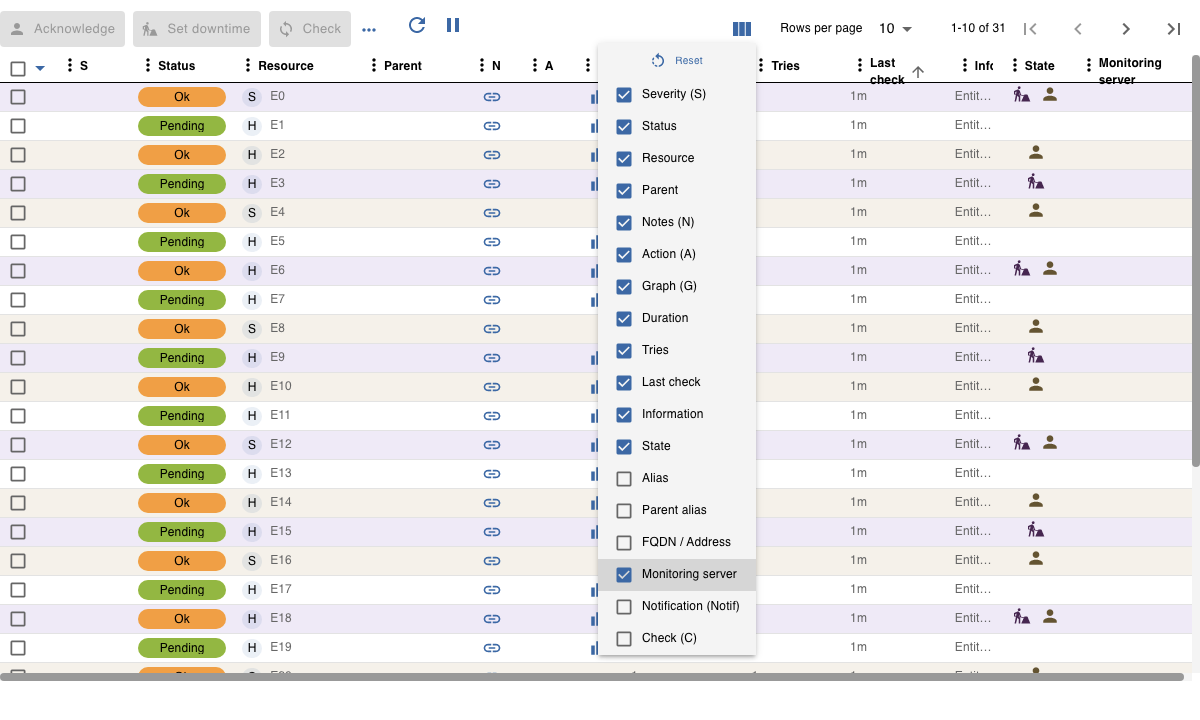 Acknowledge Set downtime Check Rows per page 10 1-10 of 31
S Status Resource Parent N A Tries Last check State Monitoring server
Reset
Severity (S)
Status
Resource
Parent
Notes (N)
Action (A)
Graph (G)
Duration
Tries
Last check
Information
State
Alias
Parent alias
FQDN / Address
Monitoring server
Notification (Notif)
Check (C)
Ok S E0 1m Entit...
Pending H E1 1m Entit...
Ok H E2 1m Entit...
Pending H E3 1m Entit...
Ok S E4 1m Entit...
Pending H E5 1m Entit...
Ok H E6 1m Entit...
Pending H E7 1m Entit...
Ok S E8 1m Entit...
Pending H E9 1m Entit...
Ok H E10 1m Entit...
Pending H E11 1m Entit...
Ok S E12 1m Entit...
Pending H E13 1m Entit...
Ok H E14 1m Entit...
Pending H E15 1m Entit...
Ok S E16 1m Entit...
Pending H E17 1m Entit...
Ok H E18 1m Entit...
Pending H E19 1m Entit...